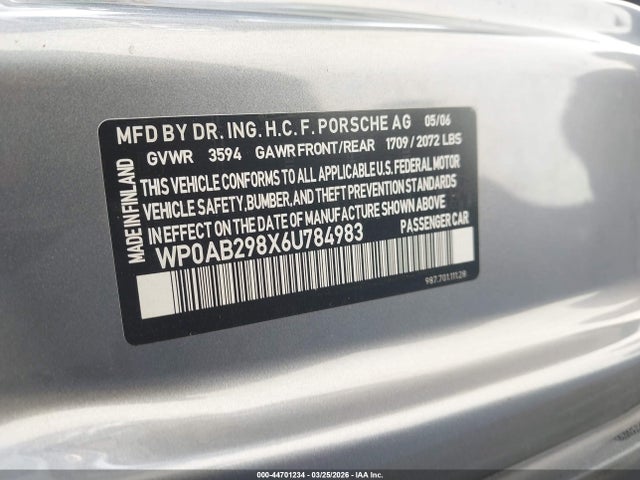 MFD BY DR. ING. H.C. F. PORSCHE AG 05/06
GVWR 3594 GAWR FRONT/REAR 1709/2072 LBS
THIS VEHICLE CONFORMS TO ALL APPLICABLE U.S. FEDERAL MOTOR
VEHICLE SAFETY, BUMPER, AND THEFT PREVENTION STANDARDS
IN EFFECT ON THE DATE OF MANUFACTURE SHOWN ABOVE
WP0AB298X6U784983 PASSENGER CAR
987.701.111.28
MADE IN FINLAND
000-44701234 | 03/25/2026 | IAA Inc.